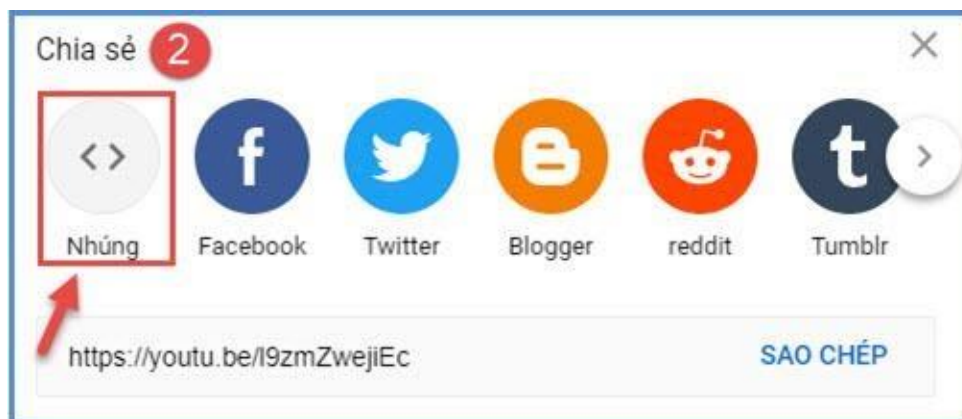 Chia sẻ 2
Nhúng Facebook Twitter Blogger reddit Tumblr
https://youtu.be/I9zmZwejiEc SAO CHÉP